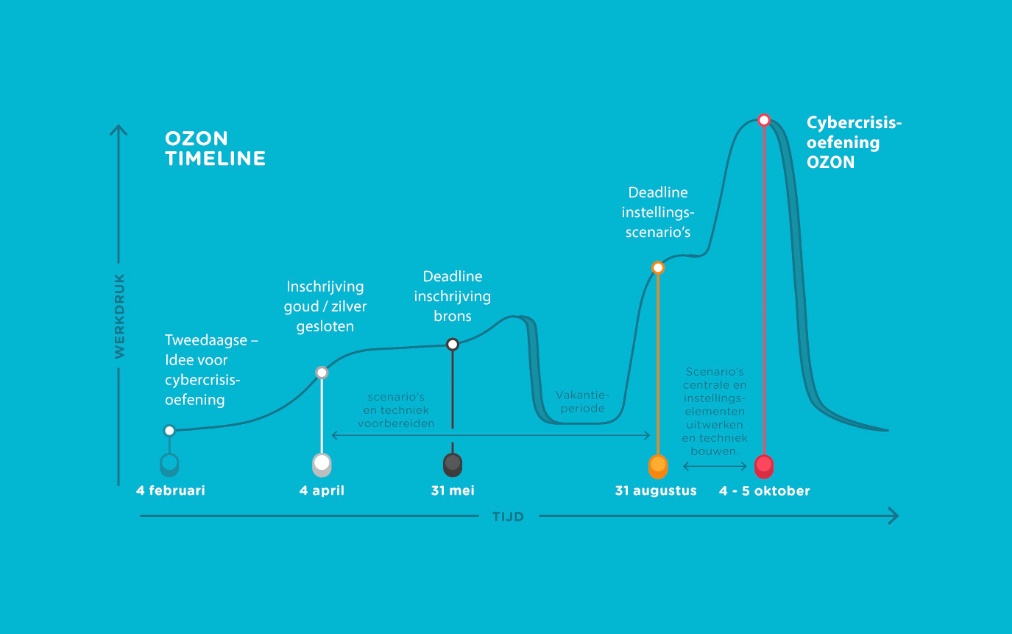 OZON
TIMELINE
WERKDRUK
Tweedaagse –
Idee voor
cybercrisis-
oefening
Inschrijving
goud / zilver
gesloten
Deadline
inschrijving
brons
Deadline
instellings-
scenario’s
Cybercrisis-
oefening
OZON
scenario’s
en techniek
voorbereiden
Vakantie-
periode
Scenario’s
centrale en
instellings-
elementen
uitwerken
en techniek
bouwen.
4 februari
4 april
31 mei
31 augustus
4 - 5 oktober
TIJD